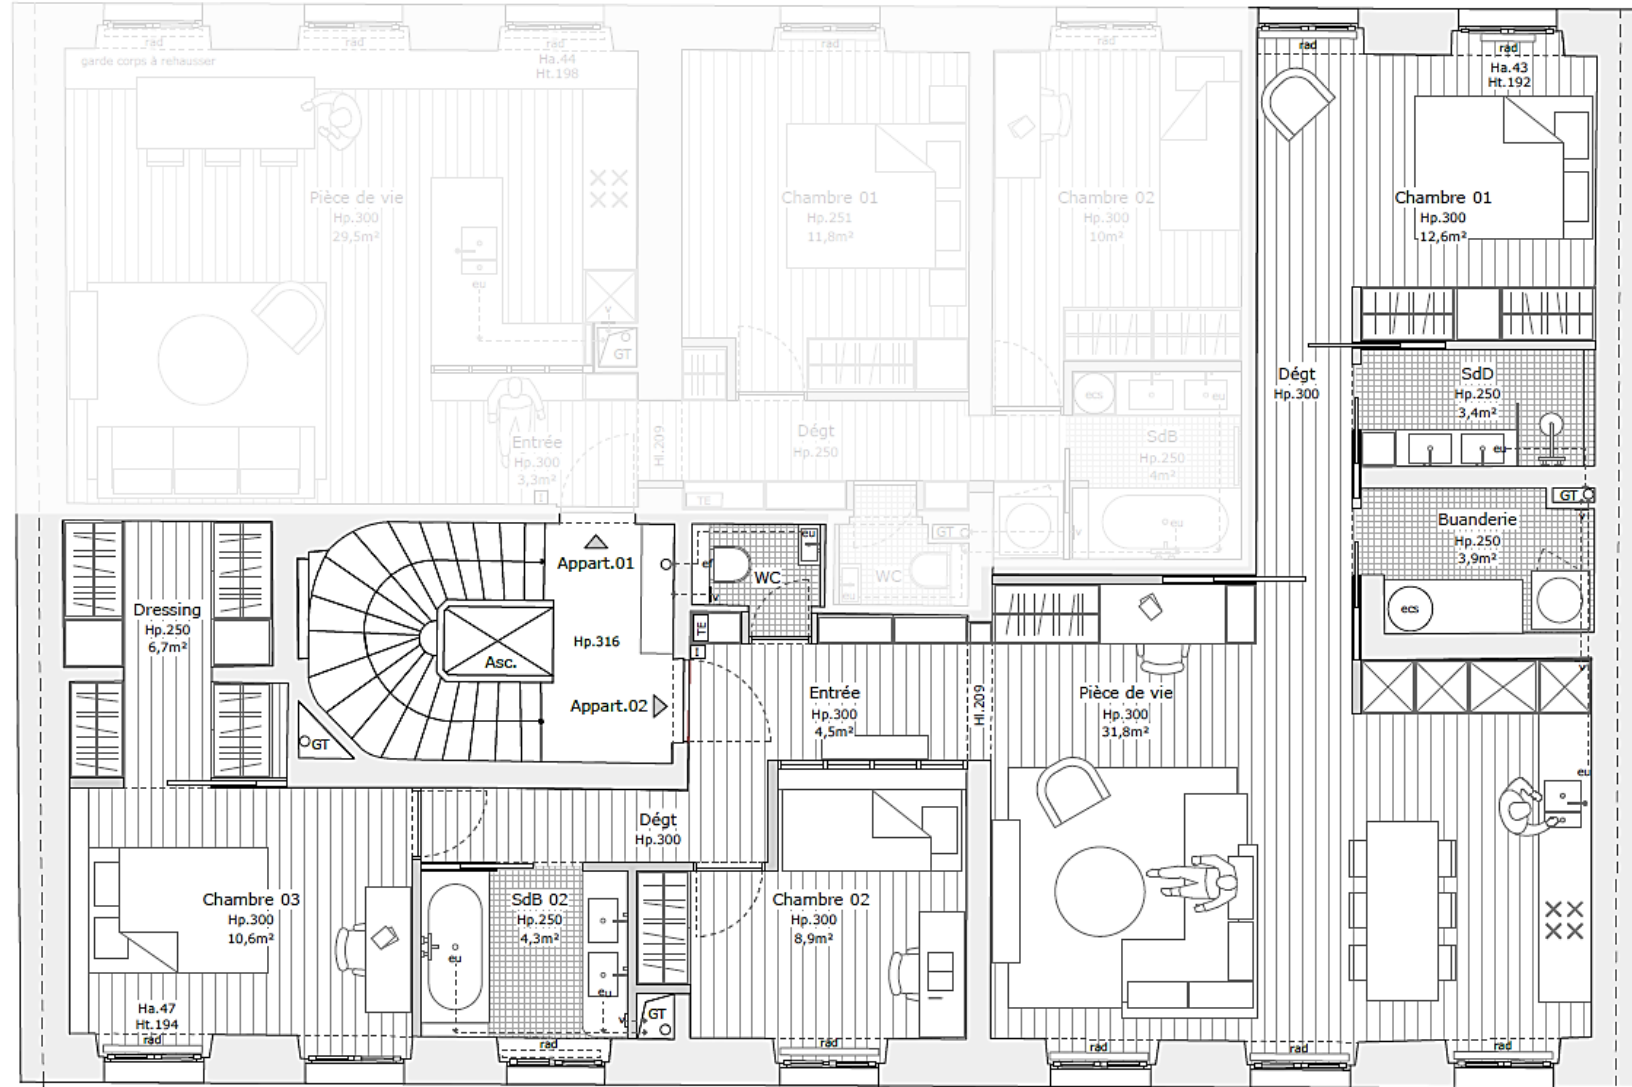 rad
rad
rad
rad
rad
rad
rad
garde corps à rehausser
Ha.44
Ht.198
Ha.43
Ht.192
Pièce de vie
Hp.300
29,5m²
Chambre 01
Hp.251
11,8m²
Chambre 02
Hp.300
10m²
Chambre 01
Hp.300
12,6m²
eu
v
GT
Dégt
Hp.300
SdD
Hp.250
3,4m²
eu
ecs
eu
Entrée
Hp.300
3,3m²
Hl.209
Dégt
Hp.250
SdB
Hp.250
4m²
TE
GT
eu
v
GT
v
Buanderie
Hp.250
3,9m²
ecs
Appart.01
ef
v
eu
WC
WC
eu
Dressing
Hp.250
6,7m²
Hp.316
TE
Asc.
Appart.02
GT
Entrée
Hp.300
4,5m²
Hl.209
Pièce de vie
Hp.300
31,8m²
v
eu
Dégt
Hp.300
Chambre 03
Hp.300
10,6m²
SdB 02
Hp.250
4,3m²
eu
eu
Chambre 02
Hp.300
8,9m²
Ha.47
Ht.194
v
GT
rad
rad
rad
rad
rad
rad